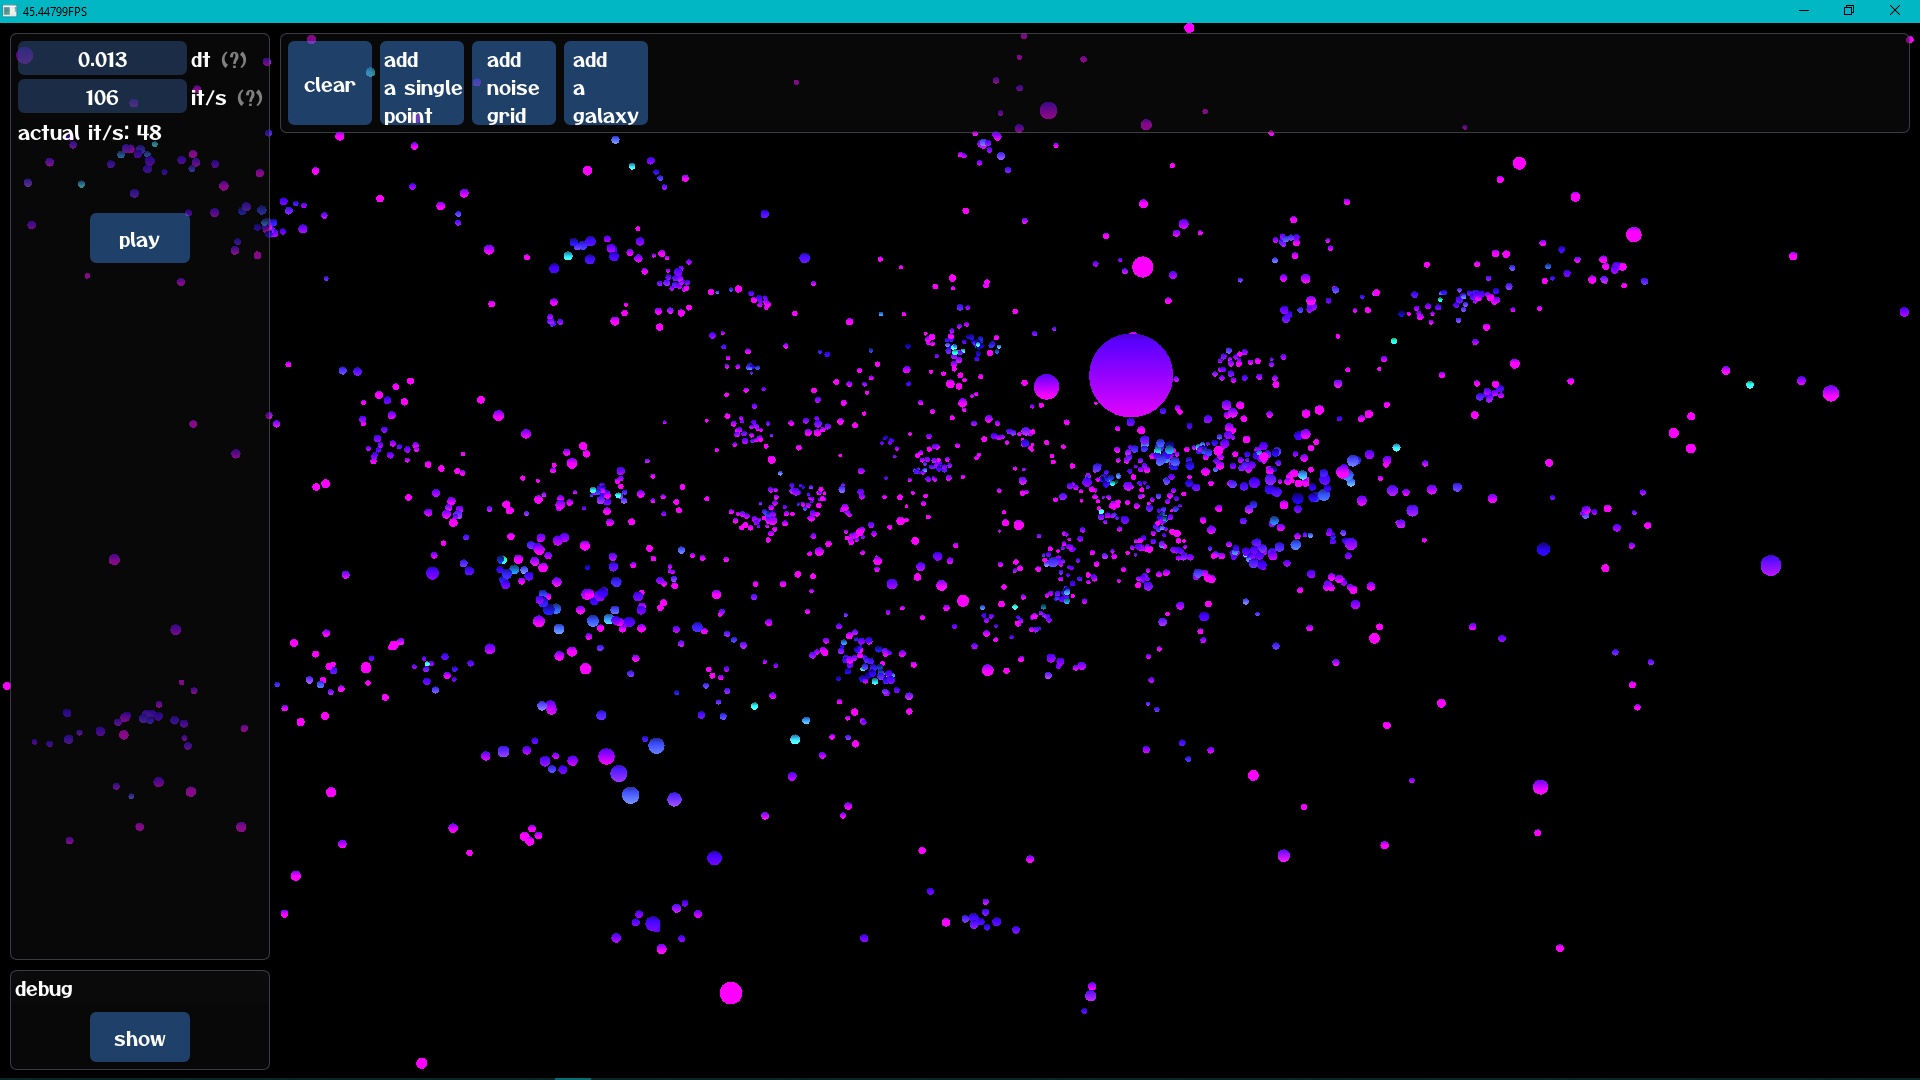 45.44799FPS
0.013 dt (?)
106 it/s (?)
actual it/s: 48
play
clear
add
a single
point
add
noise
grid
add
a
galaxy
debug
show